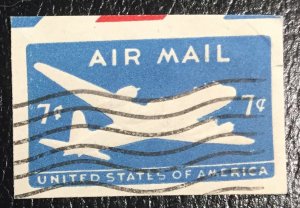 AIR MAIL
7¢ 7¢
UNITED STATES OF AMERICA